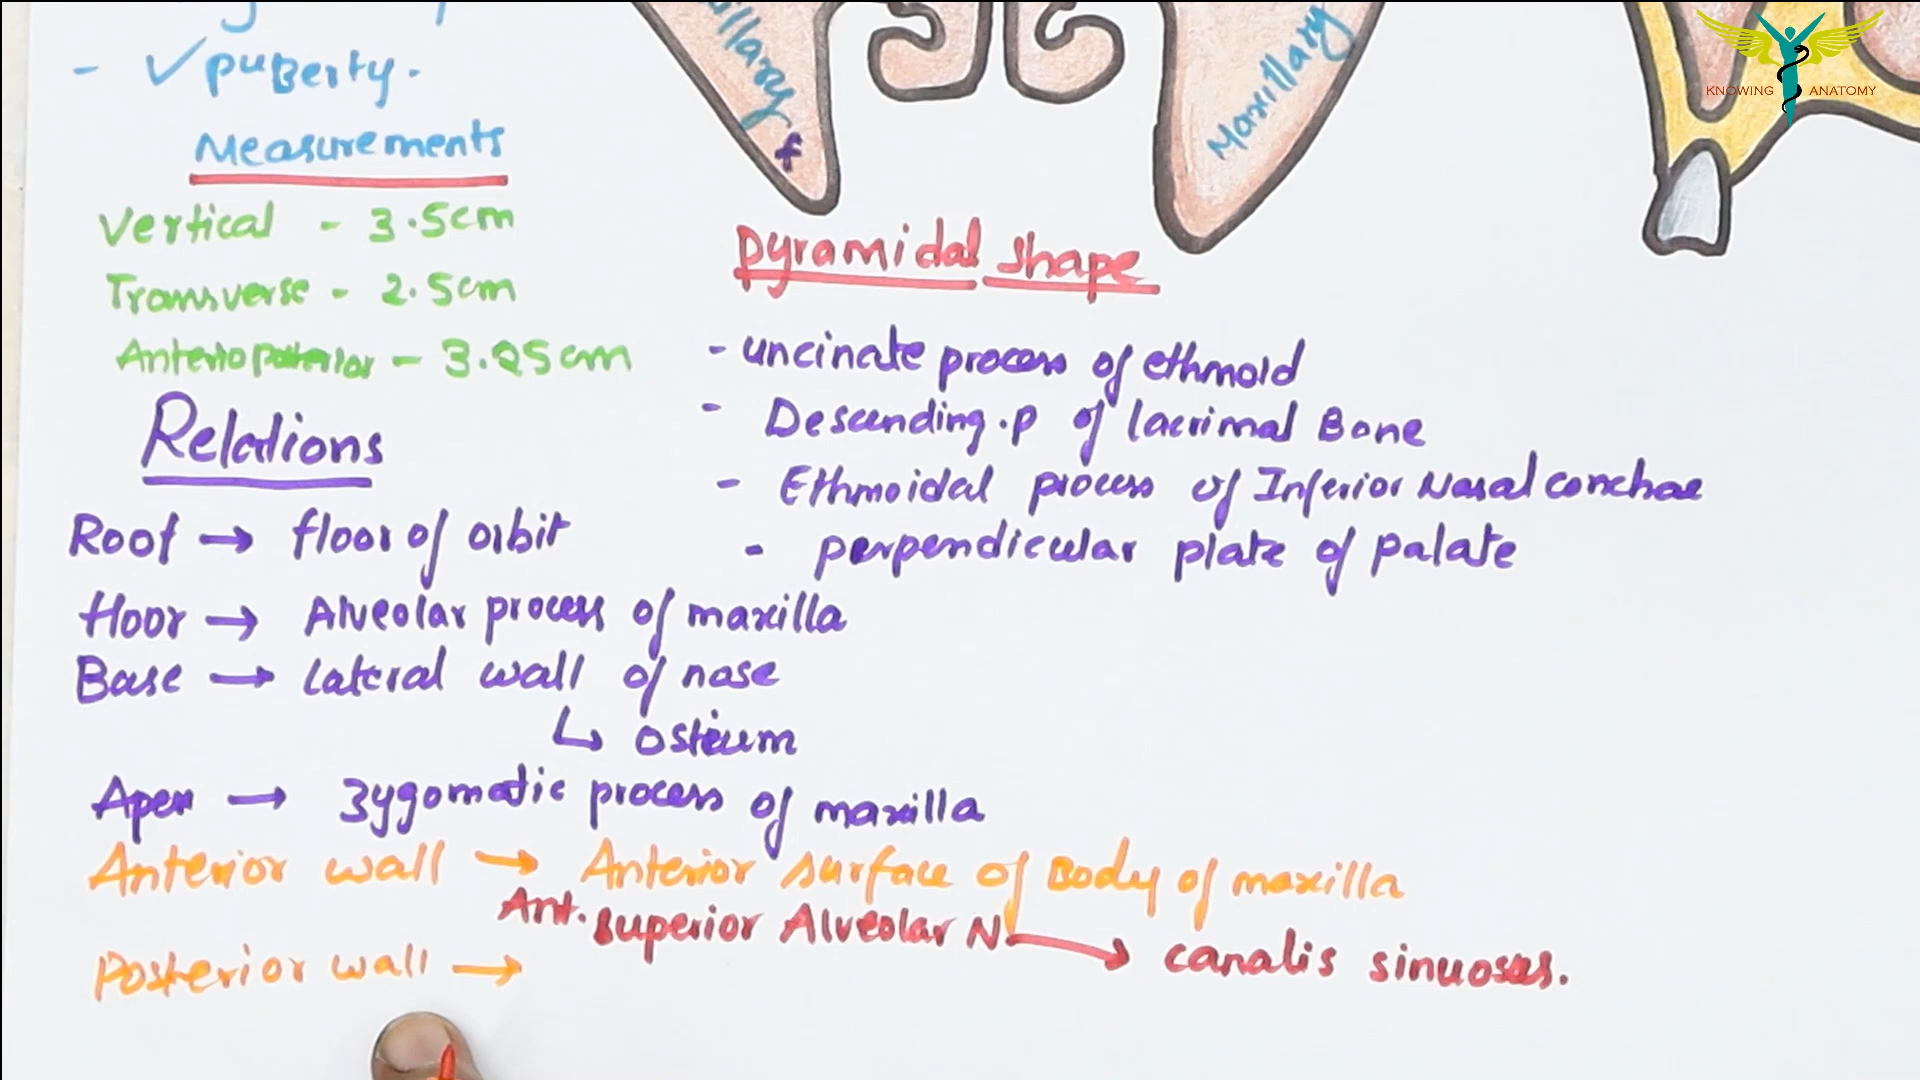 - ✓ puberty.
Measurements
Vertical - 3.5cm
Transverse - 2.5cm
Anterioposterior - 3.25cm
Relations
Roof → floor of orbit
Floor → Alveolar process of maxilla
Base → Lateral wall of nose
↳ osteum
Apex → Zygomatic process of maxilla
Anterior wall → Anterior surface of Body of maxilla
Ant. superior Alveolar N → canalis sinuosus.
Posterior wall →
Maxillary
pyramidal shape
- uncinate process of ethmoid
- Descending.p of lacrimal Bone
- Ethmoidal process of Inferior Nasal conchae
- perpendicular plate of palate
KNOWING ANATOMY